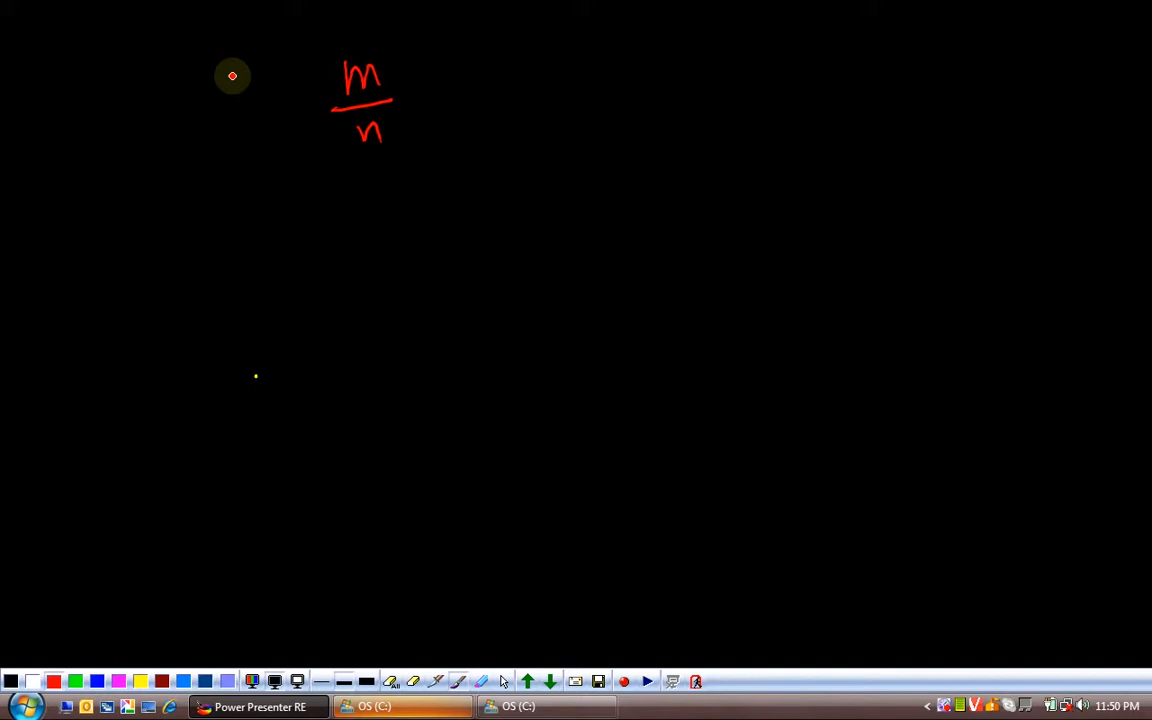 m
n
Power Presenter RE
OS (C:)
OS (C:)
11:50 PM